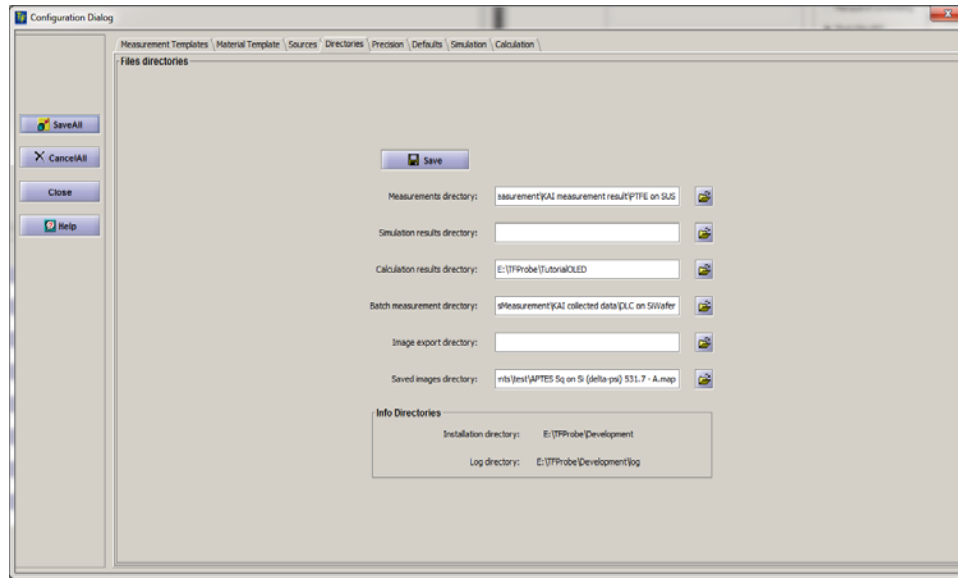 Configuration Dialog
Measurement Templates Material Template Sources Directories Precision Defaults Simulation Calculation
Files directories
SaveAll
CancelAll
Close
Help
Save
Measurements directory: easurement\KAI measurement result\PTFE on SUS
Simulation results directory:
Calculation results directory: E:\TFProbe\TutorialOLED
Batch measurement directory: sMeasurement\KAI collected data\DLC on SiWafer
Image export directory:
Saved images directory: nts\test\APTES Sq on Si (delta-psi) 531.7 - A.map
Info Directories
Installation directory: E:\TFProbe\Development
Log directory: E:\TFProbe\Development\log